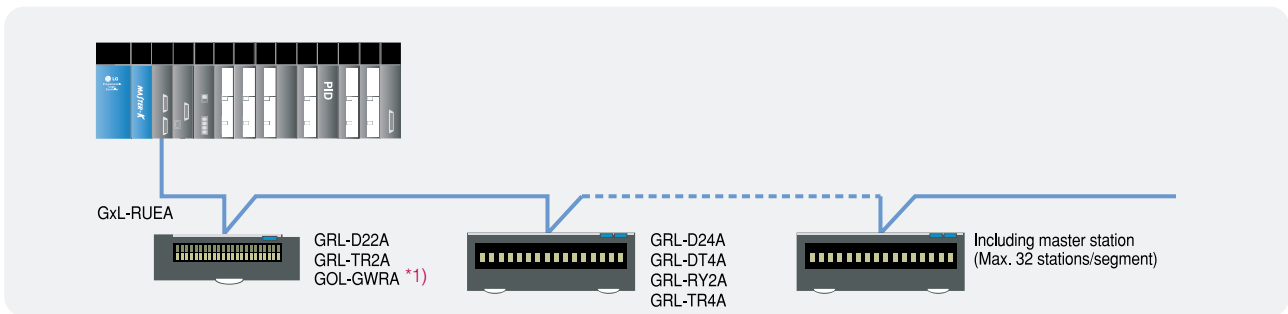 LG
MASTER-K
PID
GxL-RUEA
GRL-D22A
GRL-TR2A
GOL-GWRA *1)
GRL-D24A
GRL-DT4A
GRL-RY2A
GRL-TR4A
Including master station
(Max. 32 stations/segment)